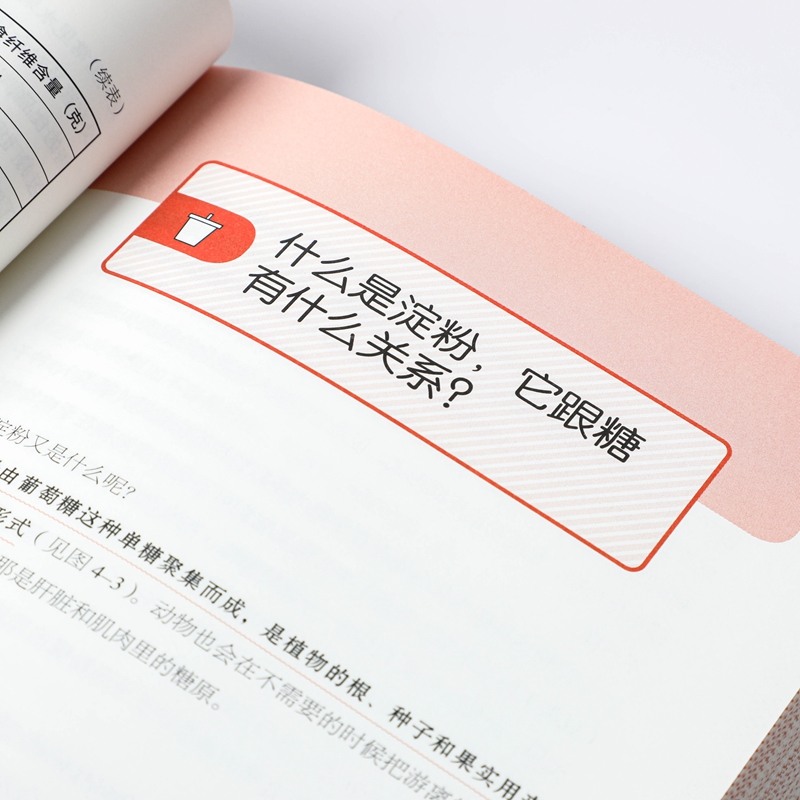 (续表)
纤维含量(克)
什么是淀粉，它跟糖
有什么关系？
淀粉又是什么呢？
由葡萄糖这种单糖聚集而成，是植物的根、种子和果实用
形式（见图4-3）。动物也会在不需要的时候把游离
那是肝脏和肌肉里的糖原。